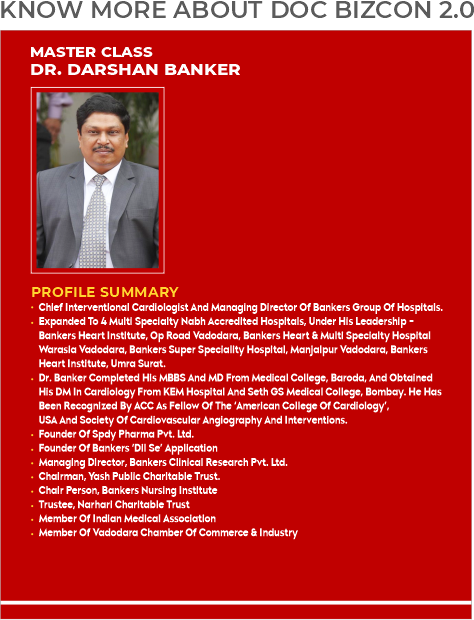 KNOW MORE ABOUT DOC BIZCON 2.0
MASTER CLASS
DR. DARSHAN BANKER
PROFILE SUMMARY
• Chief Interventional Cardiologist And Managing Director Of Bankers Group Of Hospitals.
• Expanded To 4 Multi Specialty Nabh Accredited Hospitals, Under His Leadership –
Bankers Heart Institute, Op Road Vadodara, Bankers Heart & Multi Specialty Hospital
Warasia Vadodara, Bankers Super Speciality Hospital, Manjalpur Vadodara, Bankers
Heart Institute, Umra Surat.
• Dr. Banker Completed His MBBS And MD From Medical College, Baroda, And Obtained
His DM In Cardiology From KEM Hospital And Seth GS Medical College, Bombay. He Has
Been Recognized By ACC As Fellow Of The ‘American College Of Cardiology’,
USA And Society Of Cardiovascular Angiography And Interventions.
• Founder Of Spdy Pharma Pvt. Ltd.
• Founder Of Bankers ‘Dil Se’ Application
• Managing Director, Bankers Clinical Research Pvt. Ltd.
• Chairman, Yash Public Charitable Trust.
• Chair Person, Bankers Nursing Institute
• Trustee, Narhari Charitable Trust
• Member Of Indian Medical Association
• Member Of Vadodara Chamber Of Commerce & Industry